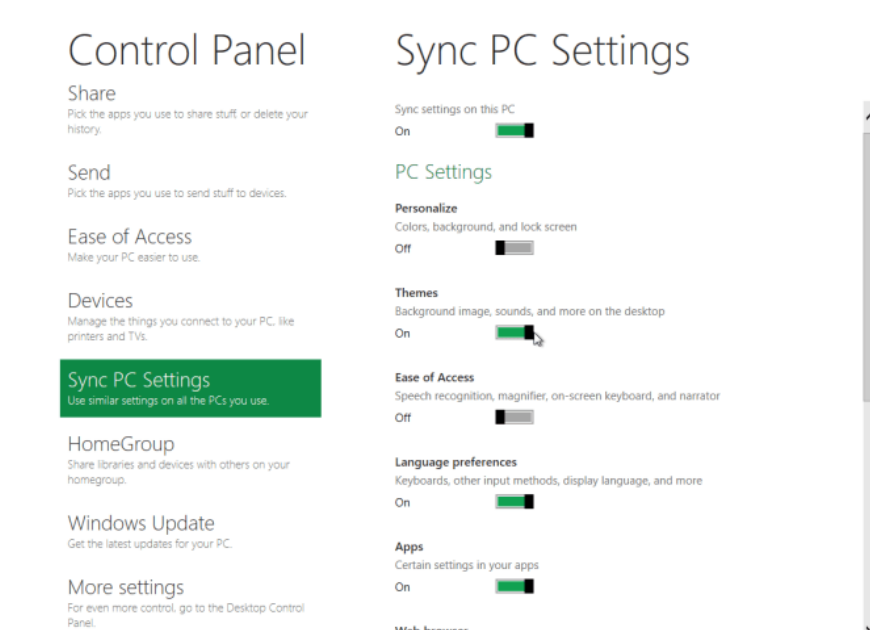 Control Panel
Share
Pick the apps you use to share stuff or delete your
history.
Send
Pick the apps you use to send stuff to devices.
Ease of Access
Make your PC easier to use.
Devices
Manage the things you connect to your PC, like
printers and TVs.
Sync PC Settings
Use similar settings on all the PCs you use.
HomeGroup
Share libraries and devices with others on your
homegroup.
Windows Update
Get the latest updates for your PC.
More settings
For even more control, go to the Desktop Control
Panel.
Sync PC Settings
Sync settings on this PC
On
PC Settings
Personalize
Colors, background, and lock screen
Off
Themes
Background image, sounds, and more on the desktop
On
Ease of Access
Speech recognition, magnifier, on-screen keyboard, and narrator
Off
Language preferences
Keyboards, other input methods, display language, and more
On
Apps
Certain settings in your apps
On
Web browser